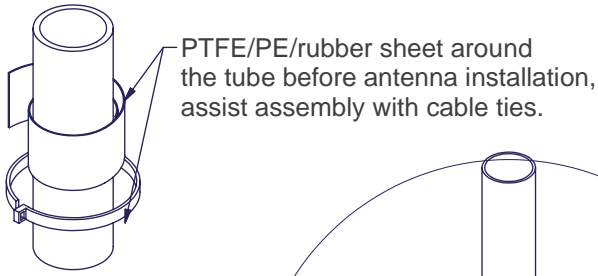 PTFE/PE/rubber sheet around
the tube before antenna installation,
assist assembly with cable ties.